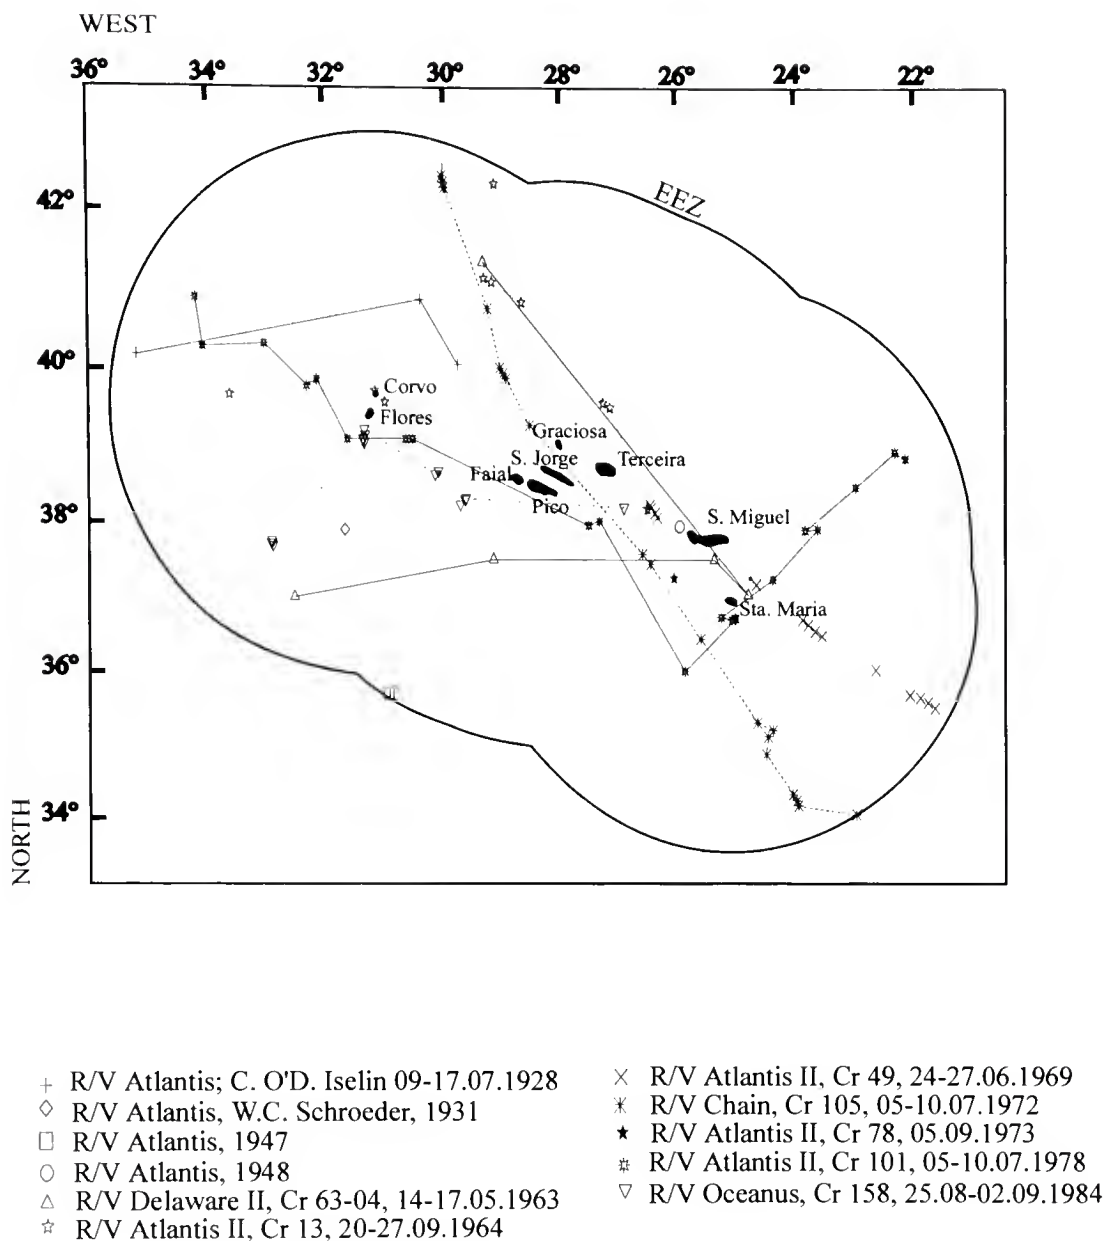 WEST
36° 34° 32° 30° 28° 26° 24° 22°
EEZ
42°
40°
Corvo
Flores
Graciosa
S. Jorge
Terceira
Faial
Pico
38°
S. Miguel
Sta. Maria
36°
34°
NORTH
R/V Atlantis; C. O'D. Iselin 09-17.07.1928
R/V Atlantis, W.C. Schroeder, 1931
R/V Atlantis, 1947
R/V Atlantis, 1948
R/V Delaware II, Cr 63-04, 14-17.05.1963
R/V Atlantis II, Cr 13, 20-27.09.1964
R/V Atlantis II, Cr 49, 24-27.06.1969
R/V Chain, Cr 105, 05-10.07.1972
R/V Atlantis II, Cr 78, 05.09.1973
R/V Atlantis II, Cr 101, 05-10.07.1978
R/V Oceanus, Cr 158, 25.08-02.09.1984